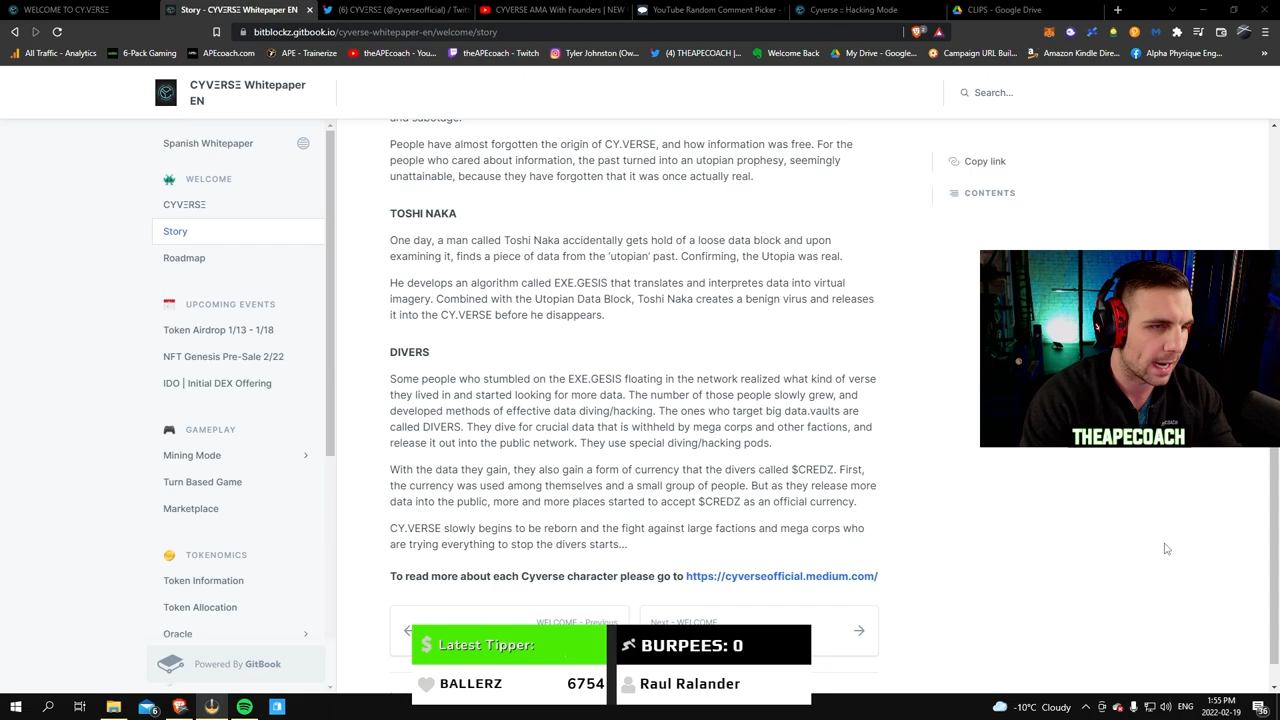 WELCOME TO CY.VERSE
Story - CYVΞRSΞ Whitepaper EN
(6) CYVΞRSΞ (@cyverseofficial) / Twitt
CYVERSE AMA With Founders | NEW
YouTube Random Comment Picker -
Cyverse :: Hacking Mode
CLIPS - Google Drive
bitblockz.gitbook.io/cyverse-whitepaper-en/welcome/story
All Traffic - Analytics
6-Pack Gaming
APE COACH - Analyti...
Dropbox
YouTube
Twitch
Tyler Johnston (@ty...
(4) THEAPECOACH (...
Welcome Back
My Drive - Google...
Campaign URL Buil...
Amazon Kindle Dire...
Alpha Physique Eng...
CYVΞRSΞ Whitepaper
EN
Search...
Spanish Whitepaper
WELCOME
CYVΞRSΞ
Story
Roadmap
UPCOMING EVENTS
Token Airdrop 1/13 - 1/18
NFT Genesis Pre-Sale 2/22
IDO | Initial DEX Offering
GAMEPLAY
Mining Mode
Turn Based Game
Marketplace
TOKENOMICS
Token Information
Token Allocation
Oracle
Powered By GitBook
and sabotage.
People have almost forgotten the origin of CY.VERSE, and how information was free. For the
people who cared about information, the past turned into an utopian prophesy, seemingly
unattainable, because they have forgotten that it was once actually real.
TOSHI NAKA
One day, a man called Toshi Naka accidentally gets hold of a loose data block and upon
examining it, finds a piece of data from the 'utopian' past. Confirming, the Utopia was real.
He develops an algorithm called EXE.GESIS that translates and interprets data into virtual
imagery. Combined with the Utopian Data Block, Toshi Naka creates a benign virus and releases
it into the CY.VERSE before he disappears.
DIVERS
Some people who stumbled on the EXE.GESIS floating in the network realized what kind of verse
they lived in and started looking for more data. The number of those people slowly grew, and
developed methods of effective data diving/hacking. The ones who target big data.vaults are
called DIVERS. They dive for crucial data that is withheld by mega corps and other factions, and
release it out into the public network. They use special diving/hacking pods.
With the data they gain, they also gain a form of currency that the divers called $CREDZ. First,
the currency was used among themselves and a small group of people. But as they release more
data into the public, more and more places started to accept $CREDZ as an official currency.
CY.VERSE slowly begins to be reborn and the fight against large factions and mega corps who
are trying everything to stop the divers starts...
To read more about each Cyverse character please go to https://cyverseofficial.medium.com/
WELCOME - Previous
Next - WELCOME
Copy link
CONTENTS
THEAPECOACH
Latest Tipper:
BURPEES: 0
BALLERZ
6754
Raul Ralander
-10°C Cloudy
ENG
1:55 PM
2022-02-19